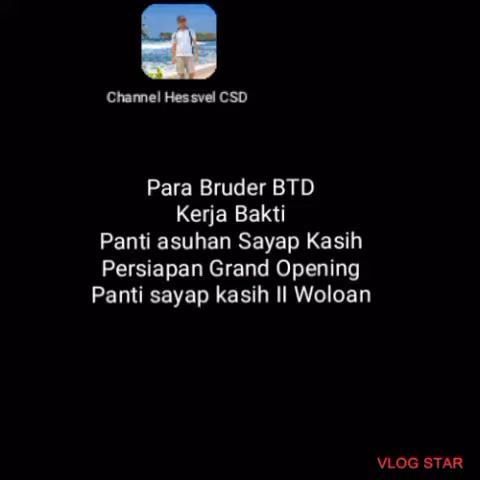 Channel Hessvel CSD
Para Bruder BTD
Kerja Bakti
Panti asuhan Sayap Kasih
Persiapan Grand Opening
Panti sayap kasih II Woloan
VLOG STAR